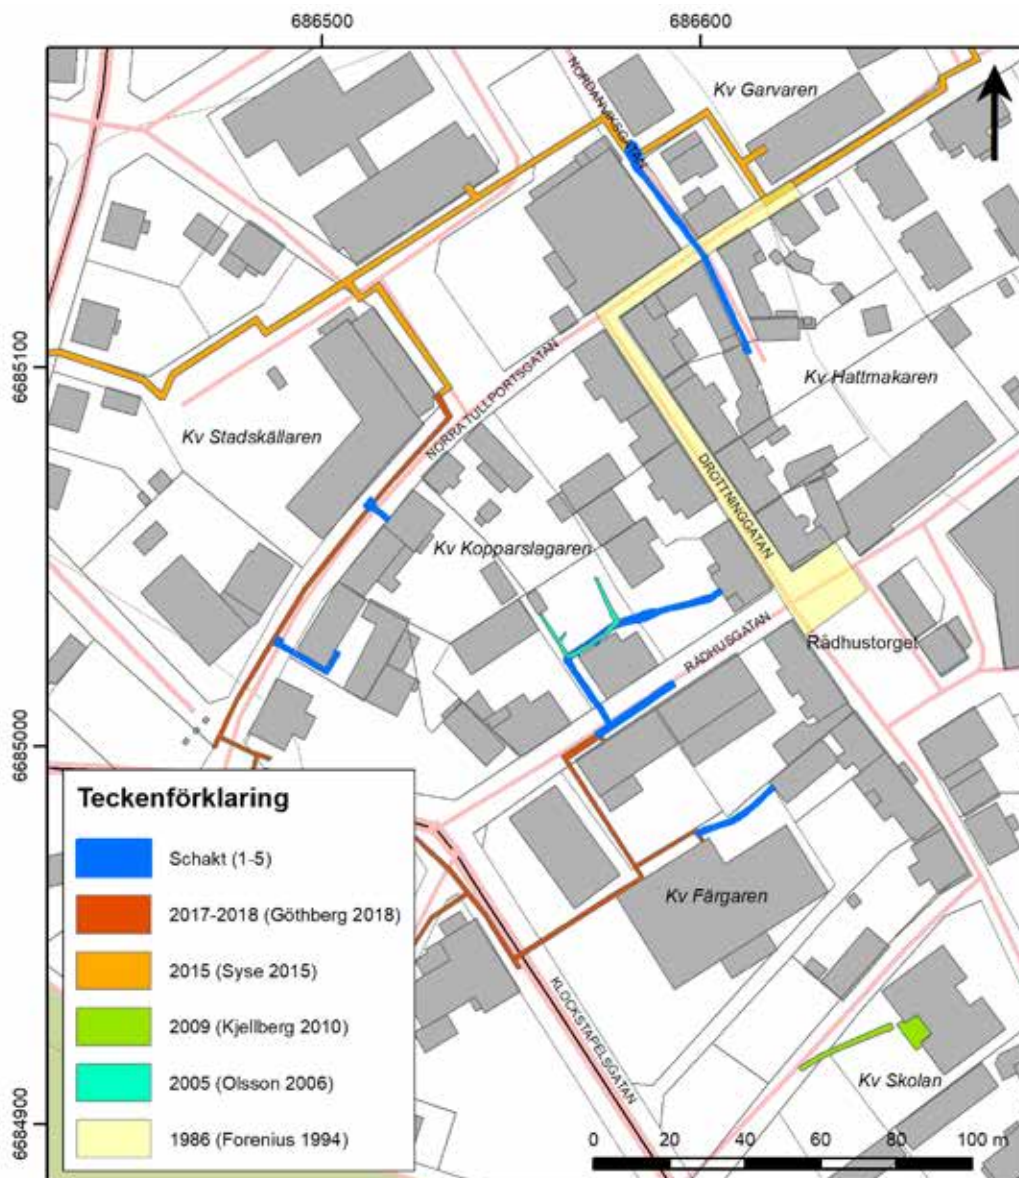 686500
686600
NORDANVIKSGATAN
Kv Garvaren
6685100
Kv Hattmakaren
NORRA TULLPORTSGATAN
Kv Stadskällaren
DROTTNINGGATAN
Kv Kopparslagaren
RÅDHUSGATAN
Rådhustorget
6685000
Teckenförklaring
Schakt (1-5)
2017-2018 (Göthberg 2018)
2015 (Syse 2015)
2009 (Kjellberg 2010)
2005 (Olsson 2006)
1986 (Forenius 1994)
Kv Färgaren
KLOCKSTAPELSGATAN
Kv Skolan
6684900
0 20 40 60 80 100 m